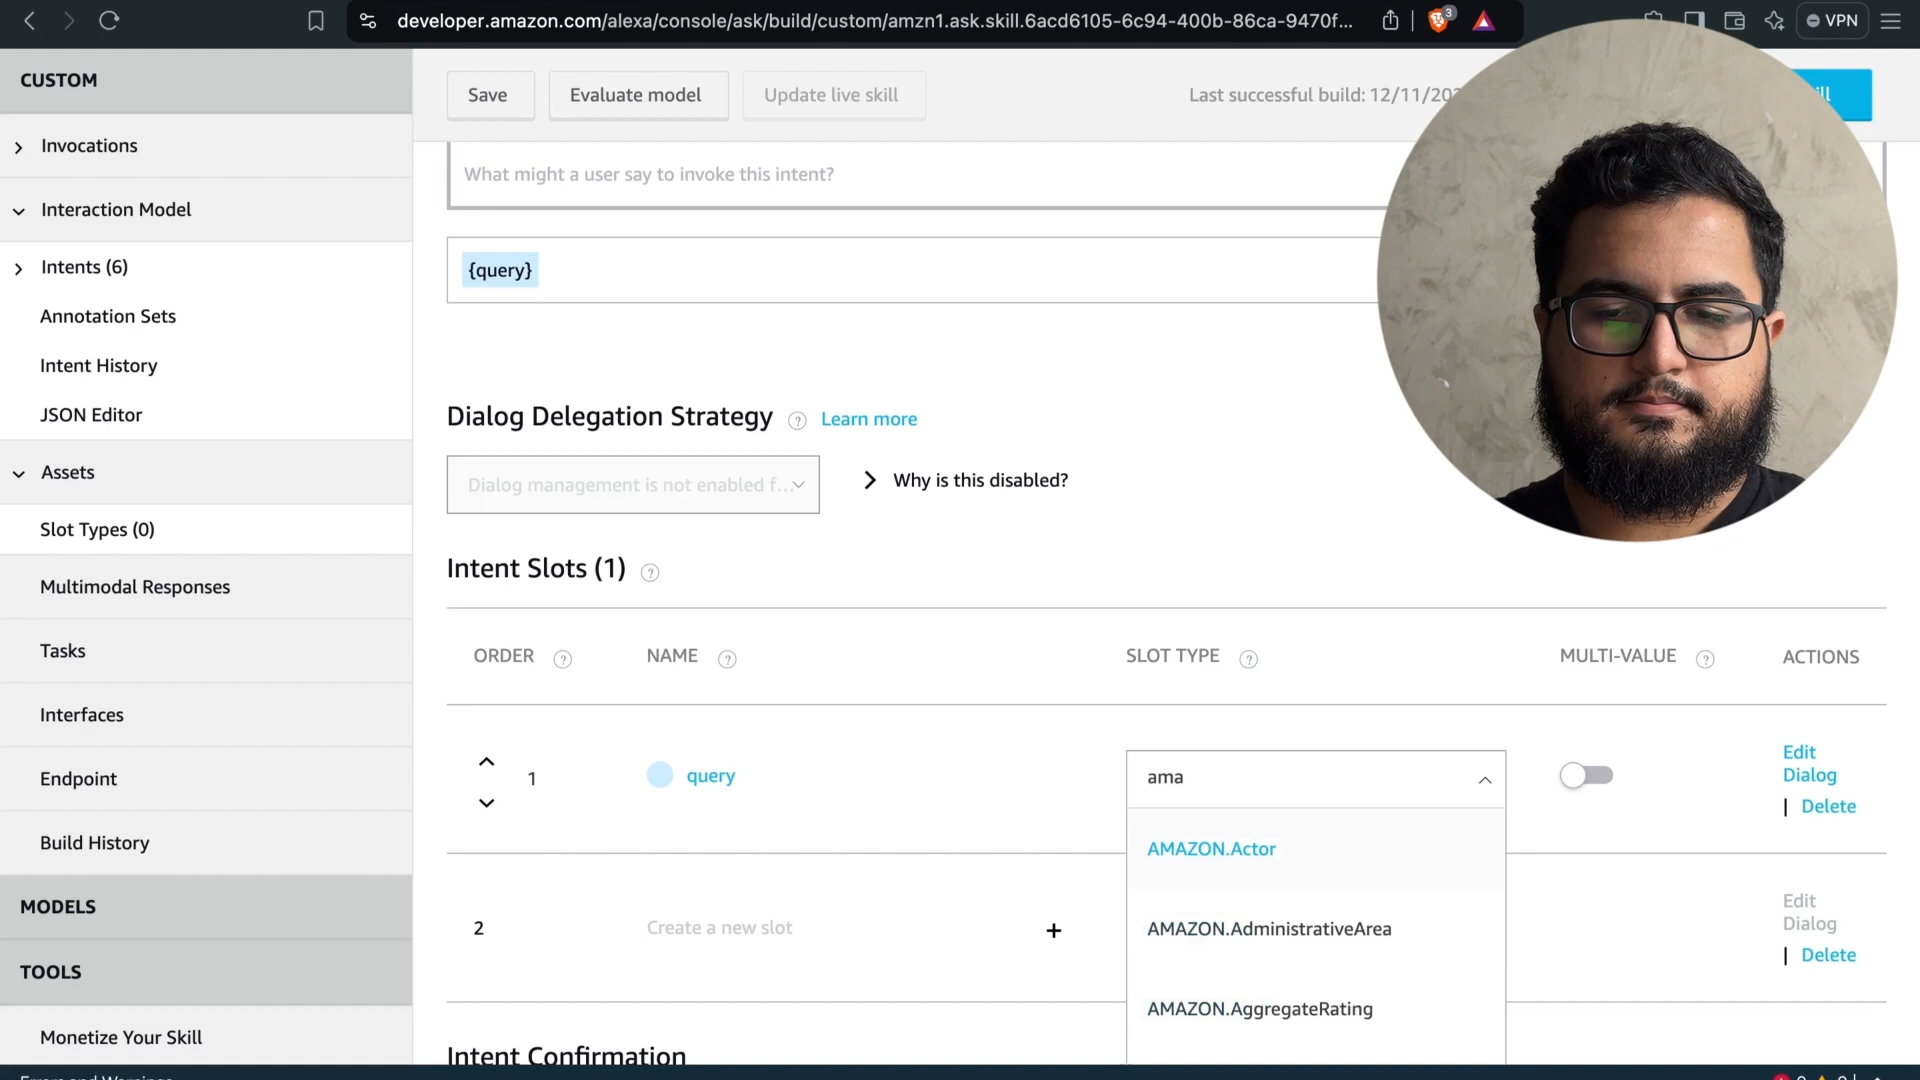 developer.amazon.com/alexa/console/ask/build/custom/amzn1.ask.skill.6acd6105-6c94-400b-86ca-9470f...
3
VPN
CUSTOM
Save
Evaluate model
Update live skill
Last successful build: 12/11/20
Invocations
Interaction Model
Intents (6)
Annotation Sets
Intent History
JSON Editor
Assets
Slot Types (0)
Multimodal Responses
Tasks
Interfaces
Endpoint
Build History
MODELS
TOOLS
Monetize Your Skill
What might a user say to invoke this intent?
{query}
Dialog Delegation Strategy ? Learn more
Dialog management is not enabled f...
Why is this disabled?
Intent Slots (1) ?
ORDER ? NAME ? SLOT TYPE ? MULTI-VALUE ? ACTIONS
1 query ama
Edit
Dialog
| Delete
AMAZON.Actor
2 Create a new slot +
AMAZON.AdministrativeArea
Edit
Dialog
| Delete
AMAZON.AggregateRating
Intent Confirmation